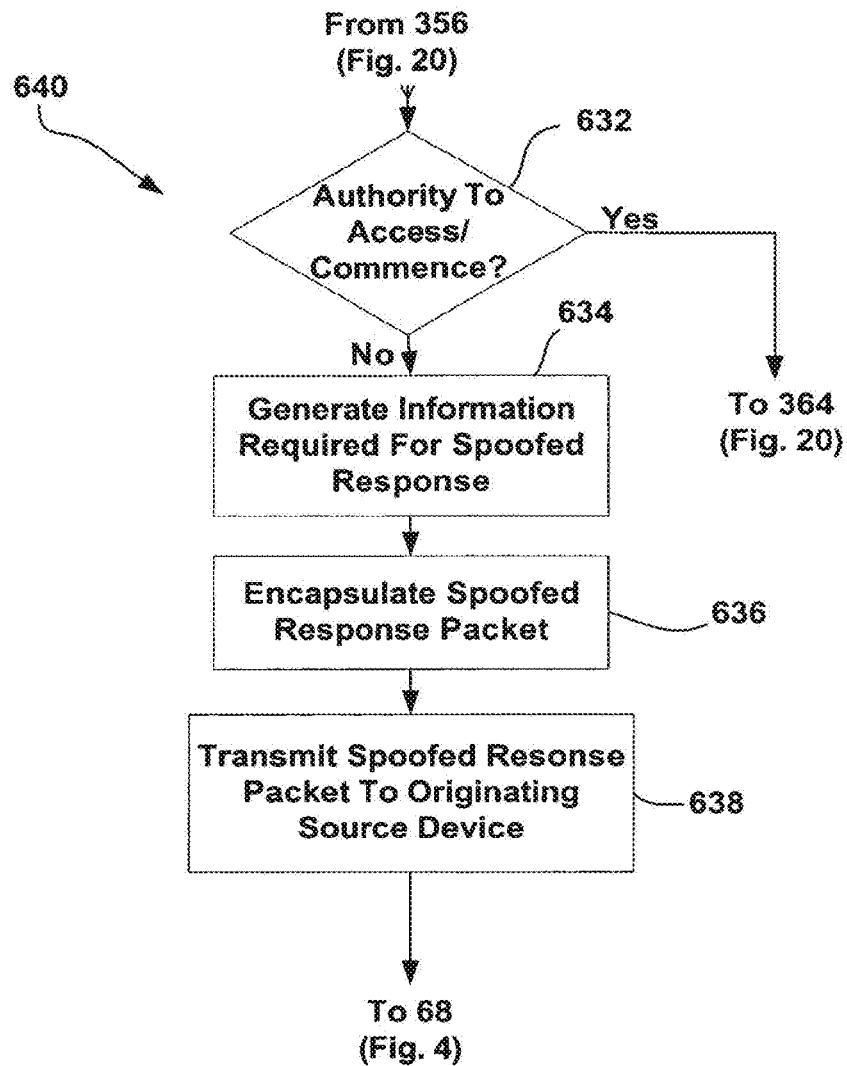 From 356
(Fig. 20)
640
632
Authority To
Access/
Commence?
Yes
634
No
Generate Information
Required For Spoofed
Response
To 364
(Fig. 20)
Encapsulate Spoofed
Response Packet
636
Transmit Spoofed Resonse
Packet To Originating
Source Device
638
To 68
(Fig. 4)